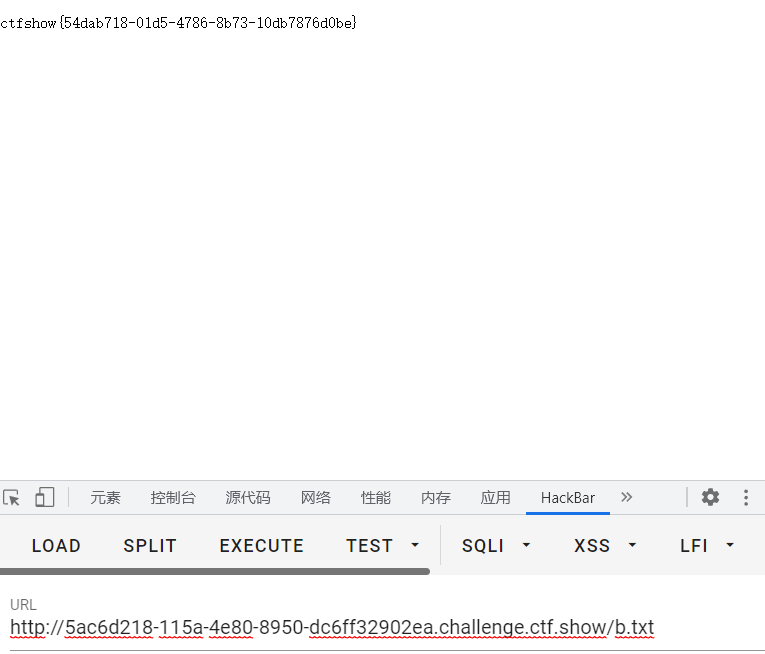 ctfshow{54dab718-01d5-4786-8b73-10db7876d0be}
元素 控制台 源代码 网络 性能 内存 应用 HackBar »
LOAD SPLIT EXECUTE TEST SQLI XSS LFI
URL
http://5ac6d218-115a-4e80-8950-dc6ff32902ea.challenge.ctf.show/b.txt